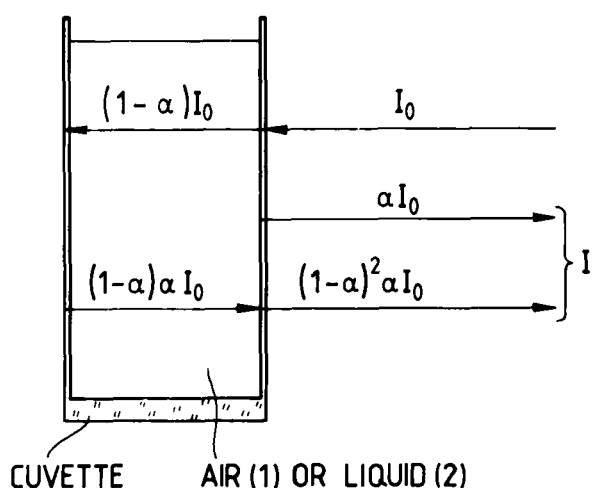 (1-α)I₀
I₀
αI₀
I
(1-α)αI₀
(1-α)²αI₀
CUVETTE
AIR (1) OR LIQUID (2)